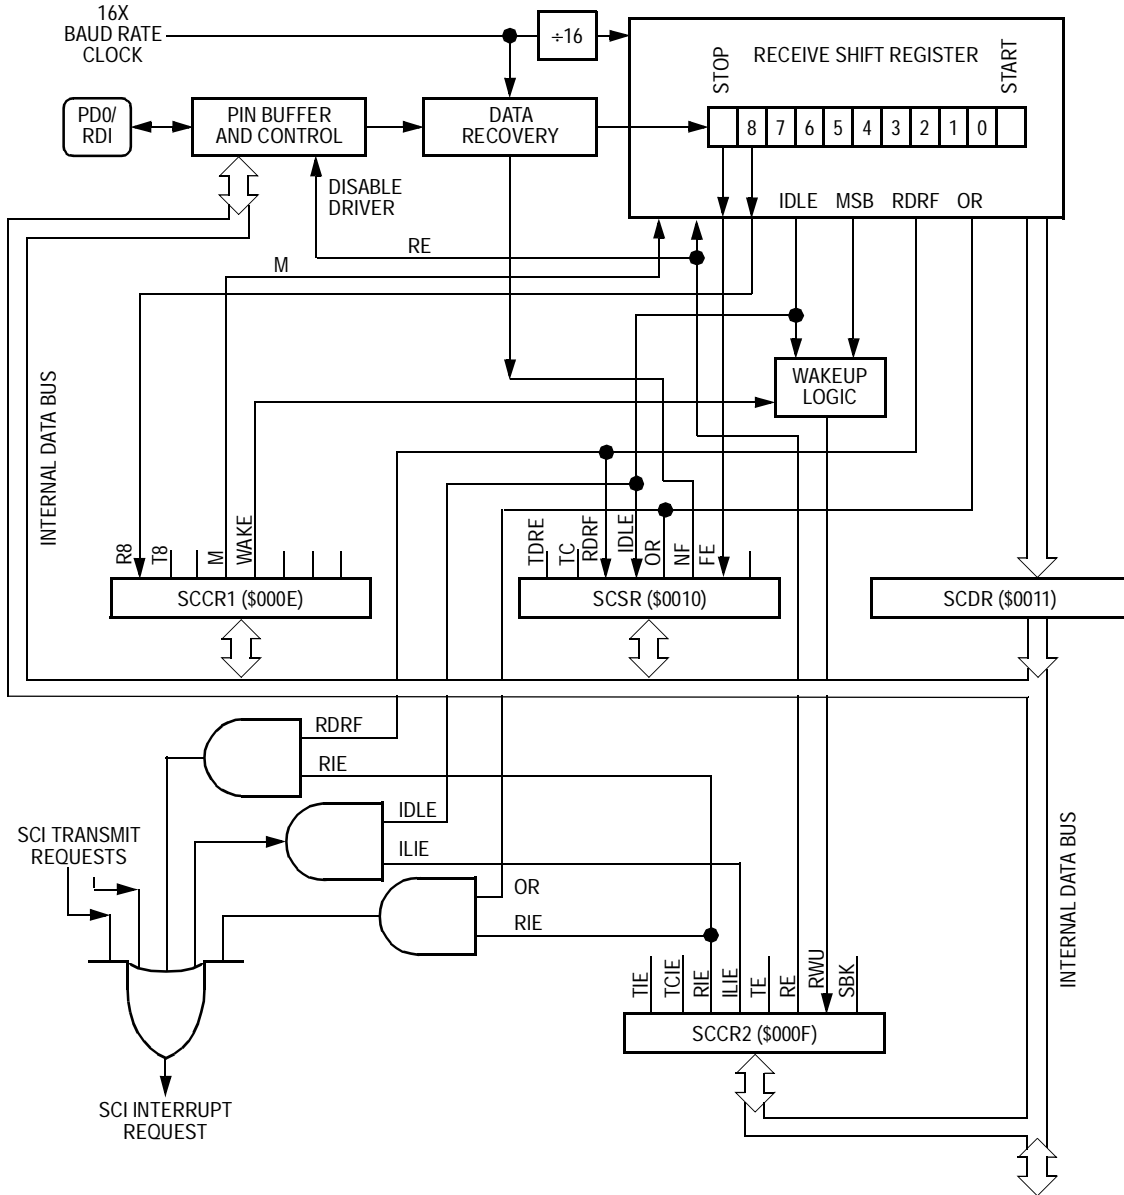 16X
BAUD RATE
CLOCK
÷16
RECEIVE SHIFT REGISTER
STOP
START
PD0/
RDI
PIN BUFFER
AND CONTROL
DATA
RECOVERY
8 7 6 5 4 3 2 1 0
DISABLE
DRIVER
IDLE MSB RDRF OR
RE
M
WAKEUP
LOGIC
INTERNAL DATA BUS
R8 T8 M WAKE
TDRE TC RDRF IDLE OR NF FE
SCCR1 ($000E)
SCSR ($0010)
SCDR ($0011)
RDRF
RIE
IDLE
ILIE
SCI TRANSMIT
REQUESTS
OR
RIE
INTERNAL DATA BUS
TIE TCIE RIE ILIE TE RE RWU SBK
SCCR2 ($000F)
SCI INTERRUPT
REQUEST